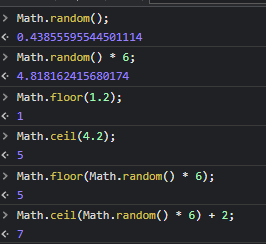 > Math.random();
<· 0.43855595544501114
> Math.random() * 6;
<· 4.818162415680174
> Math.floor(1.2);
<· 1
> Math.ceil(4.2);
<· 5
> Math.floor(Math.random() * 6);
<· 5
> Math.ceil(Math.random() * 6) + 2;
<· 7